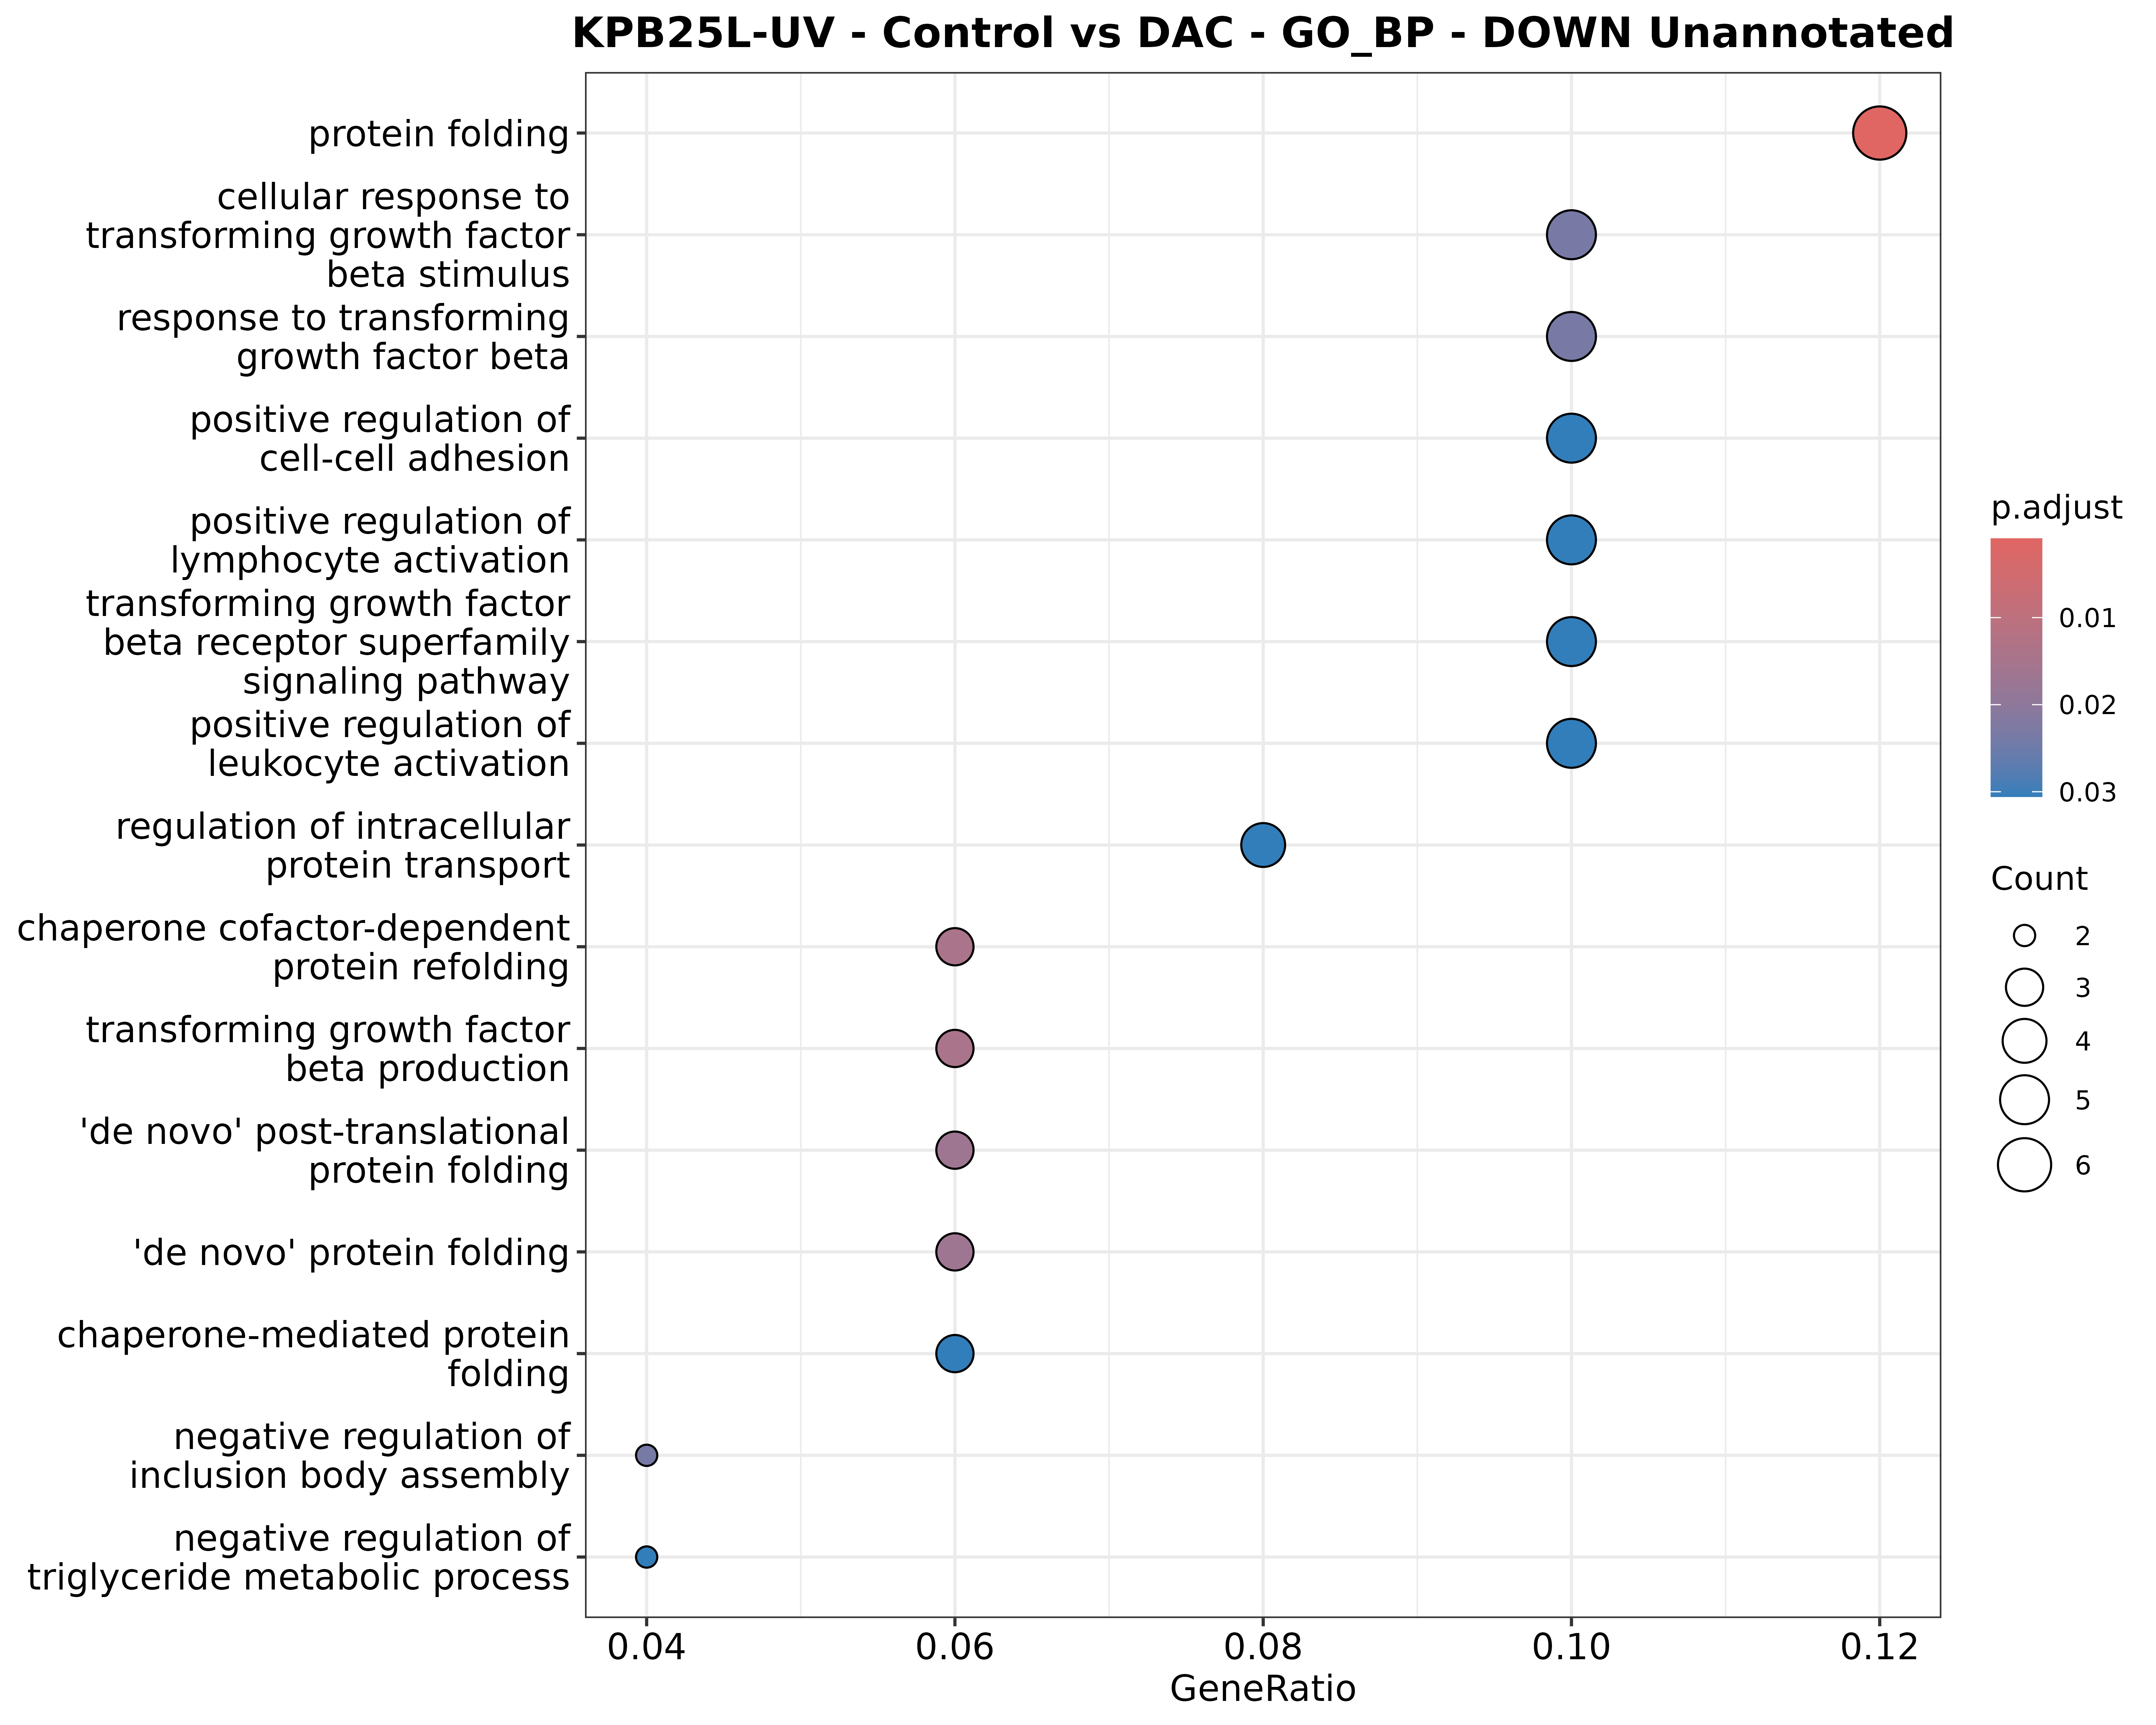 KPB25L-UV - Control vs DAC - GO_BP - DOWN Unannotated
protein folding
cellular response to
transforming growth factor
beta stimulus
response to transforming
growth factor beta
positive regulation of
cell-cell adhesion
positive regulation of
lymphocyte activation
transforming growth factor
beta receptor superfamily
signaling pathway
positive regulation of
leukocyte activation
regulation of intracellular
protein transport
chaperone cofactor-dependent
protein refolding
transforming growth factor
beta production
'de novo' post-translational
protein folding
'de novo' protein folding
chaperone-mediated protein
folding
negative regulation of
inclusion body assembly
negative regulation of
triglyceride metabolic process
0.04 0.06 0.08 0.10 0.12
GeneRatio
p.adjust
0.01
0.02
0.03
Count
2
3
4
5
6